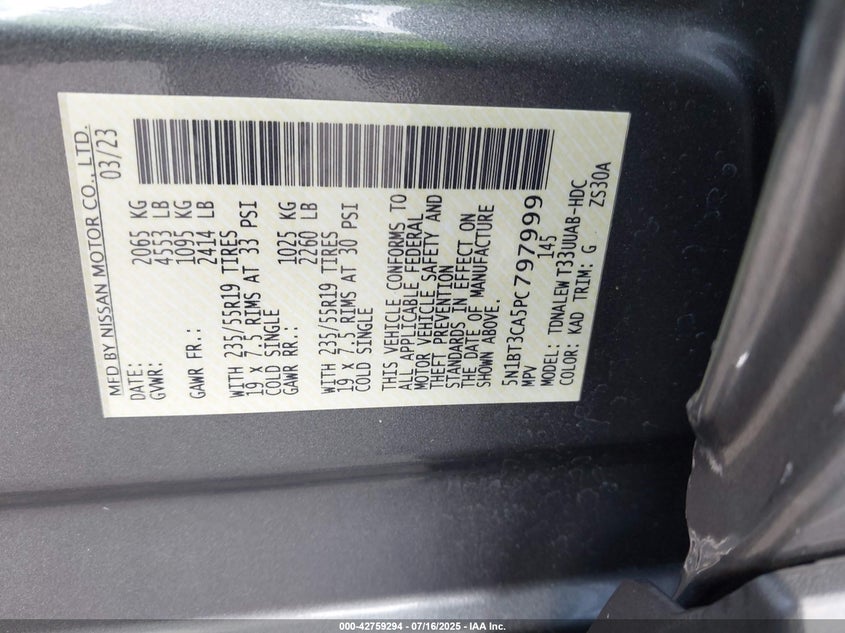 MFD BY NISSAN MOTOR CO., LTD.
DATE: 03/23
GVWR: 2065 KG
4553 LB
GAWR FR.: 1095 KG
2414 LB
WITH 235/55R19 TIRES
19 X 7.5 RIMS AT 33 PSI
COLD SINGLE
GAWR RR.: 1025 KG
2260 LB
WITH 235/55R19 TIRES
19 X 7.5 RIMS AT 30 PSI
COLD SINGLE
THIS VEHICLE CONFORMS TO
ALL APPLICABLE FEDERAL
MOTOR VEHICLE SAFETY AND
THEFT PREVENTION
STANDARDS IN EFFECT ON
THE DATE OF MANUFACTURE
SHOWN ABOVE.
5N1BT3CA5PC797999
MPV 145
MODEL: TDNALEW T33UUAB-HDC
COLOR: KAD TRIM: G ZS30A
000-42759294 - 07/16/2025 - IAA Inc.